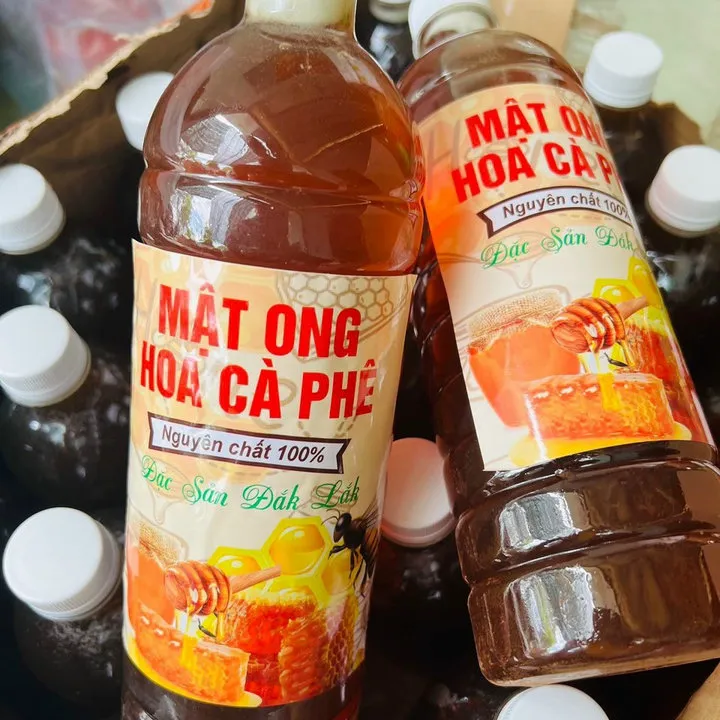 MẬT ONG
HOA CÀ PHÊ
Nguyên chất 100%
Đặc Sản Đắk Lắk
MẬT ONG
HOA CÀ P
Nguyên chất 100%
Đặc Sản Đắk